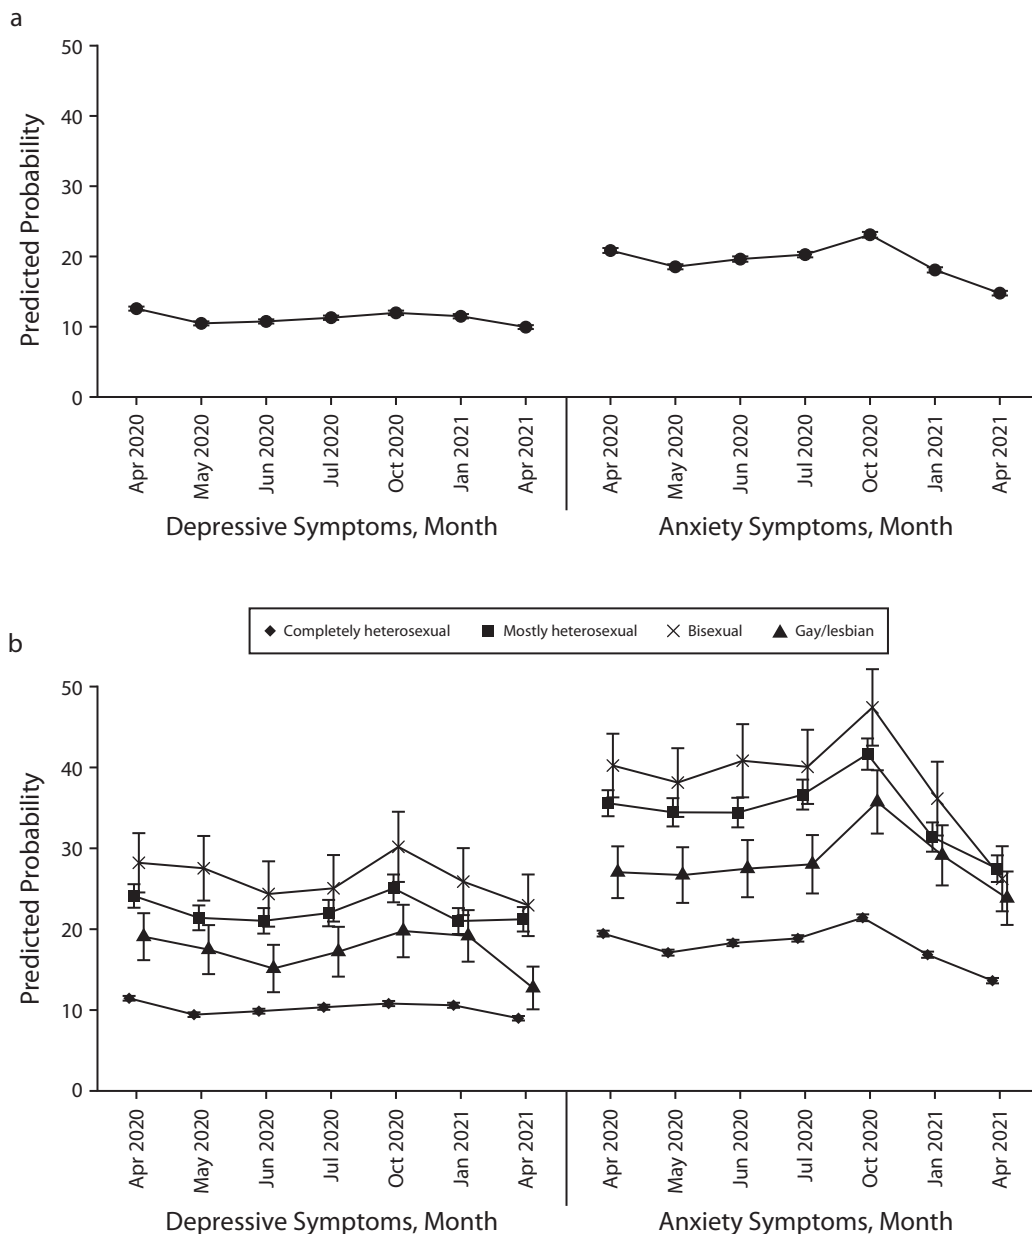 a
50
40
30
20
10
0
Predicted Probability
Apr 2020
May 2020
Jun 2020
Jul 2020
Oct 2020
Jan 2021
Apr 2021
Depressive Symptoms, Month
Apr 2020
May 2020
Jun 2020
Jul 2020
Oct 2020
Jan 2021
Apr 2021
Anxiety Symptoms, Month
b
Completely heterosexual Mostly heterosexual Bisexual Gay/lesbian
50
40
30
20
10
0
Predicted Probability
Apr 2020
May 2020
Jun 2020
Jul 2020
Oct 2020
Jan 2021
Apr 2021
Depressive Symptoms, Month
Apr 2020
May 2020
Jun 2020
Jul 2020
Oct 2020
Jan 2021
Apr 2021
Anxiety Symptoms, Month